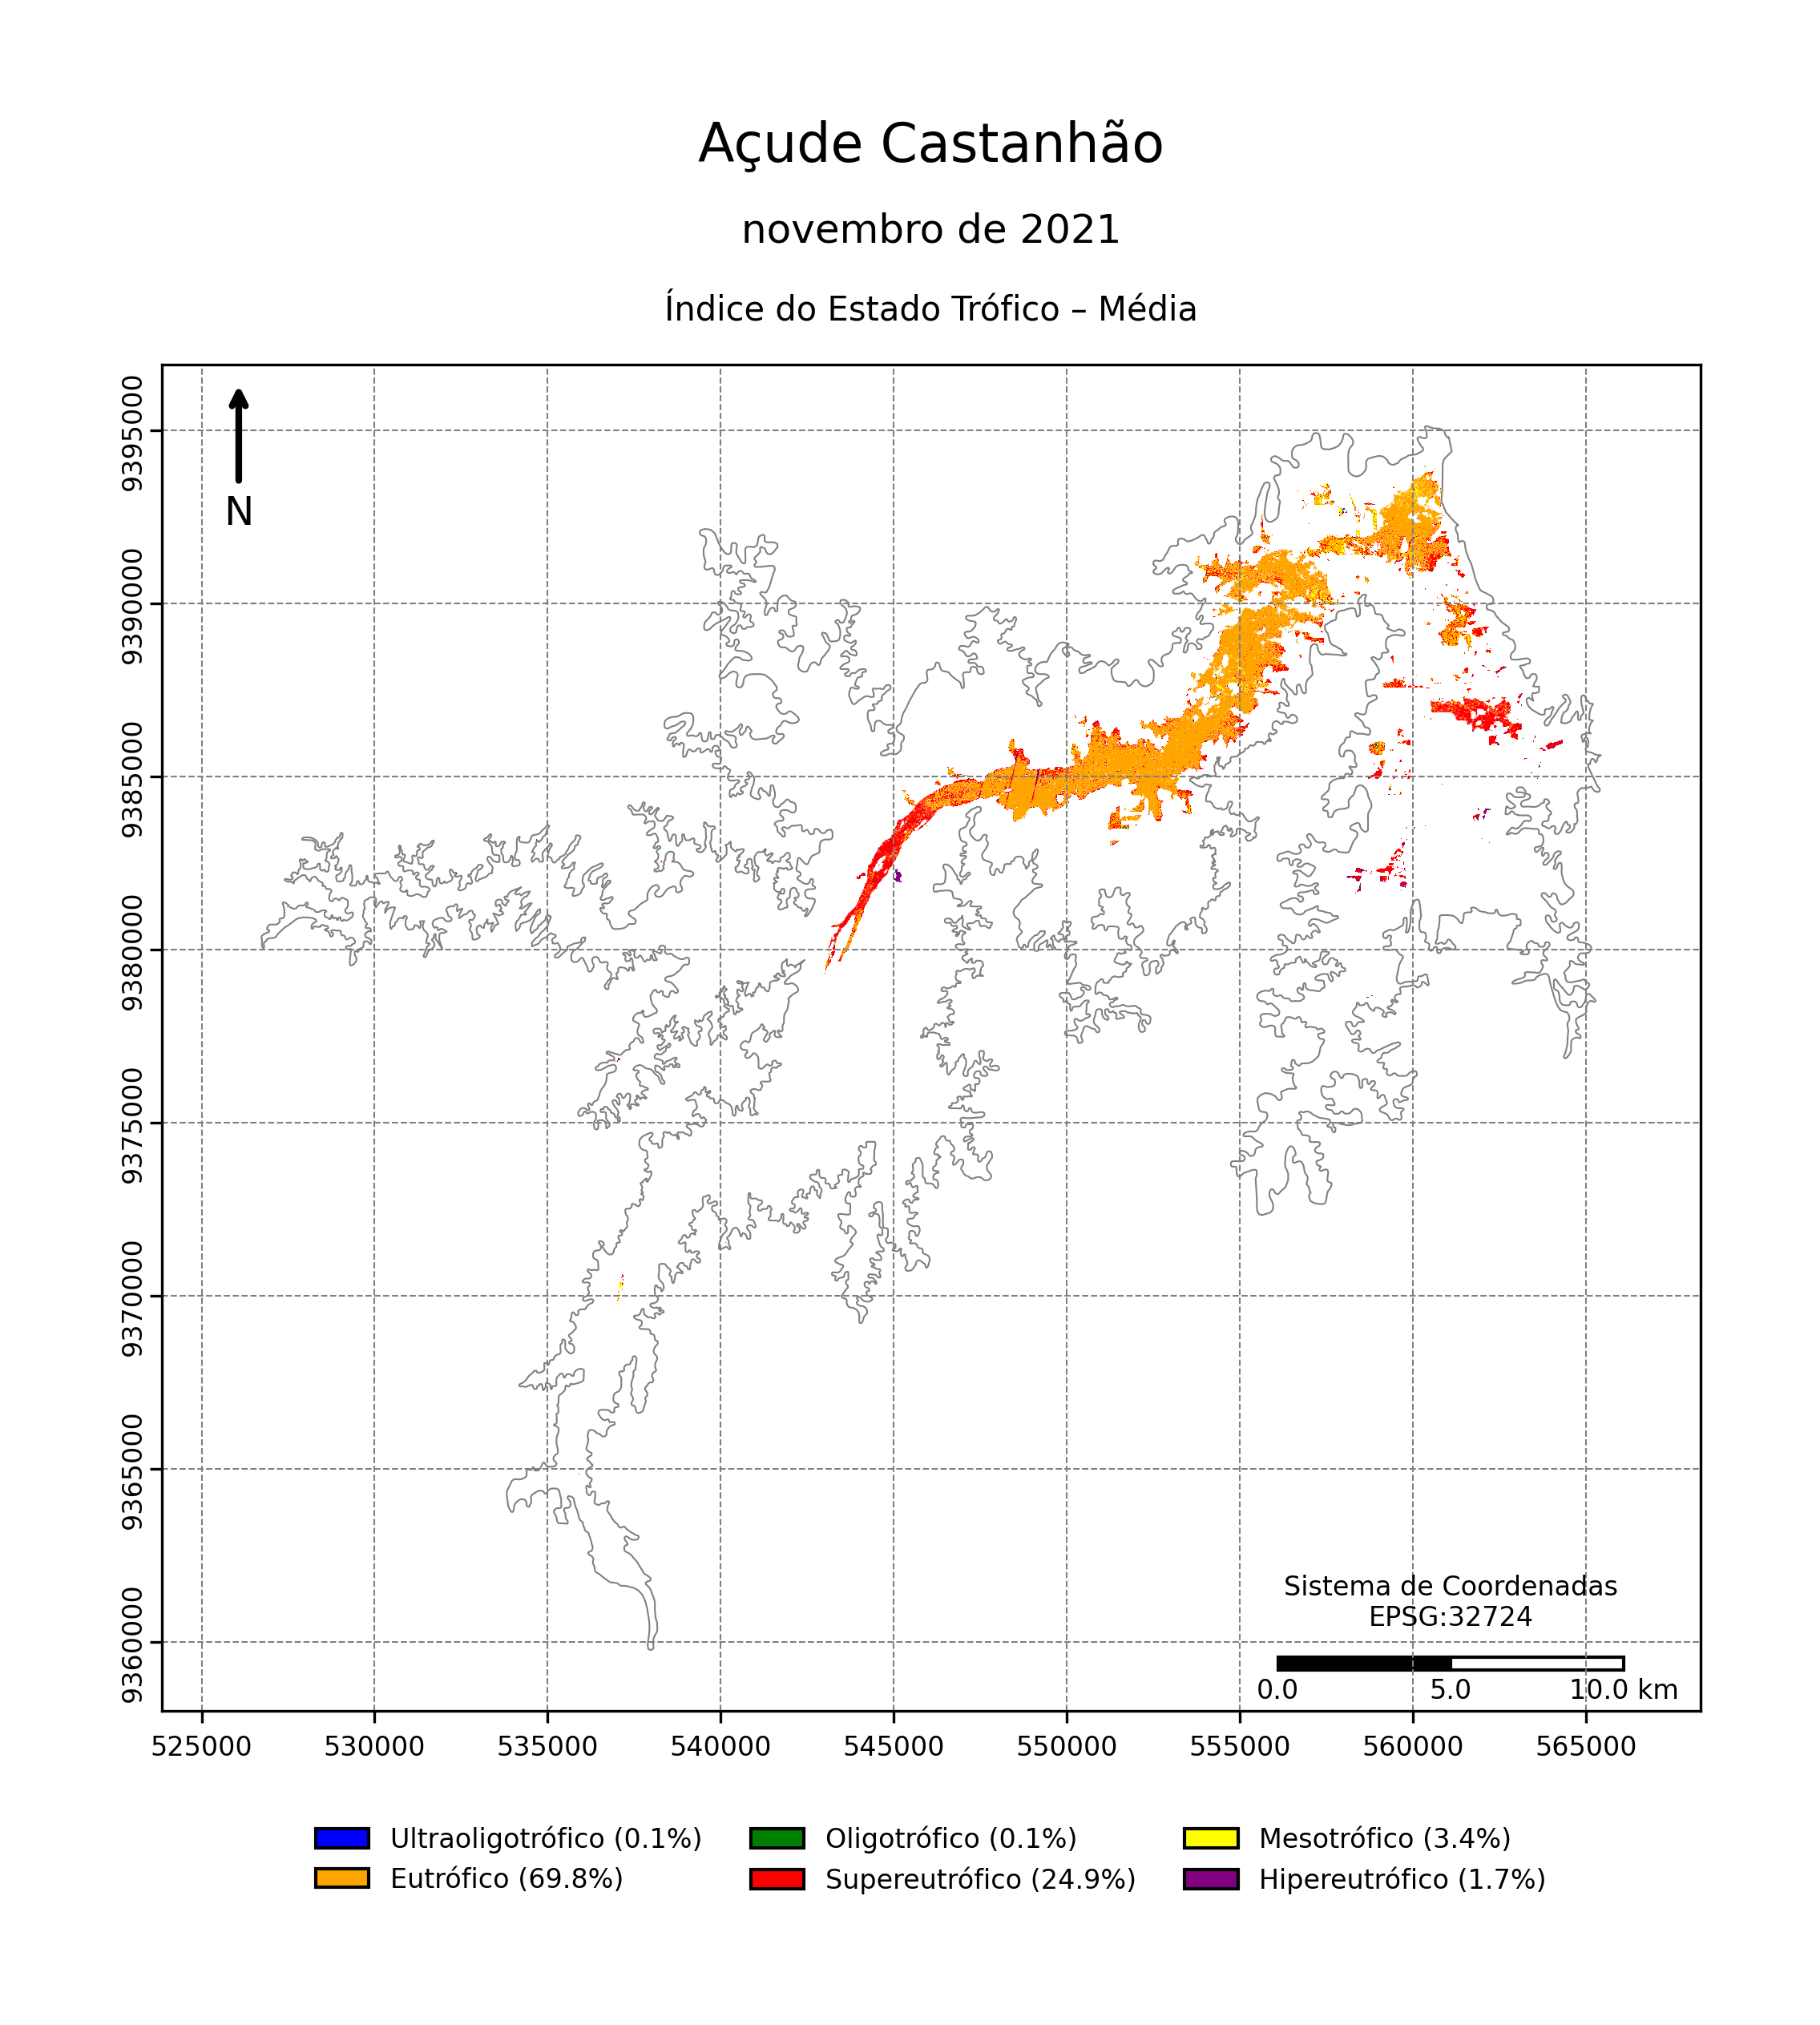 Açude Castanhão
novembro de 2021
Índice do Estado Trófico – Média
N
9395000
9390000
9385000
9380000
9375000
9370000
9365000
9360000
Sistema de Coordenadas
EPSG:32724
0.0 5.0 10.0 km
525000 530000 535000 540000 545000 550000 555000 560000 565000
Ultraoligotrófico (0.1%) Oligotrófico (0.1%) Mesotrófico (3.4%)
Eutrófico (69.8%) Supereutrófico (24.9%) Hipereutrófico (1.7%)